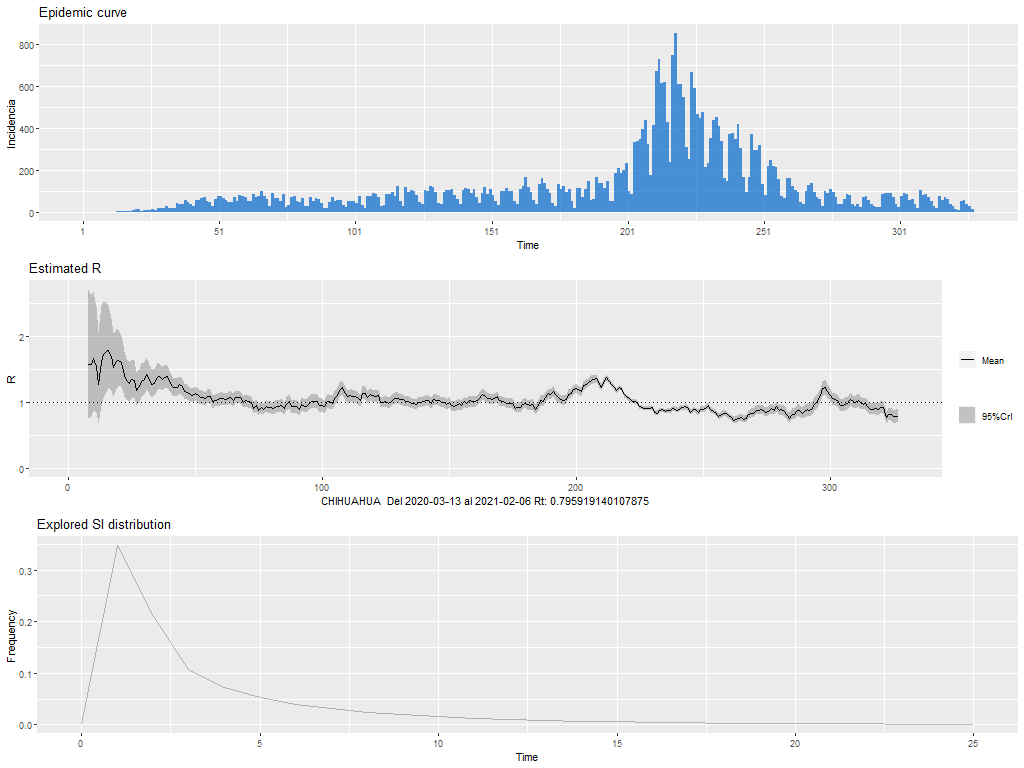 Epidemic curve
800
600
400
200
0
Incidencia
1
51
101
151
201
251
301
Time
Estimated R
2
1
0
R
0
100
200
300
CHIHUAHUA Del 2020-03-13 al 2021-02-06 Rt: 0.795919140107875
Mean
95%CrI
Explored SI distribution
0.3
0.2
0.1
0.0
Frequency
0
5
10
15
20
25
Time